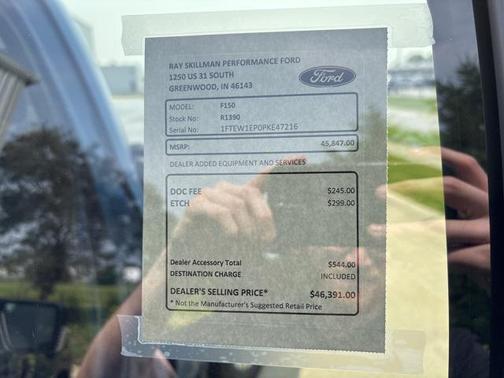 RAY SKILLMAN PERFORMANCE FORD
1250 US 31 SOUTH
GREENWOOD, IN 46143
Ford
MODEL: F150
Stock No: R1390
Serial No: 1FTEW1EP0PKE47216
MSRP: 45,847.00
DEALER ADDED EQUIPMENT AND SERVICES
DOC FEE $245.00
ETCH $299.00
Dealer Accessory Total $544.00
DESTINATION CHARGE INCLUDED
DEALER'S SELLING PRICE* $46,391.00
* Not the Manufacturer's Suggested Retail Price